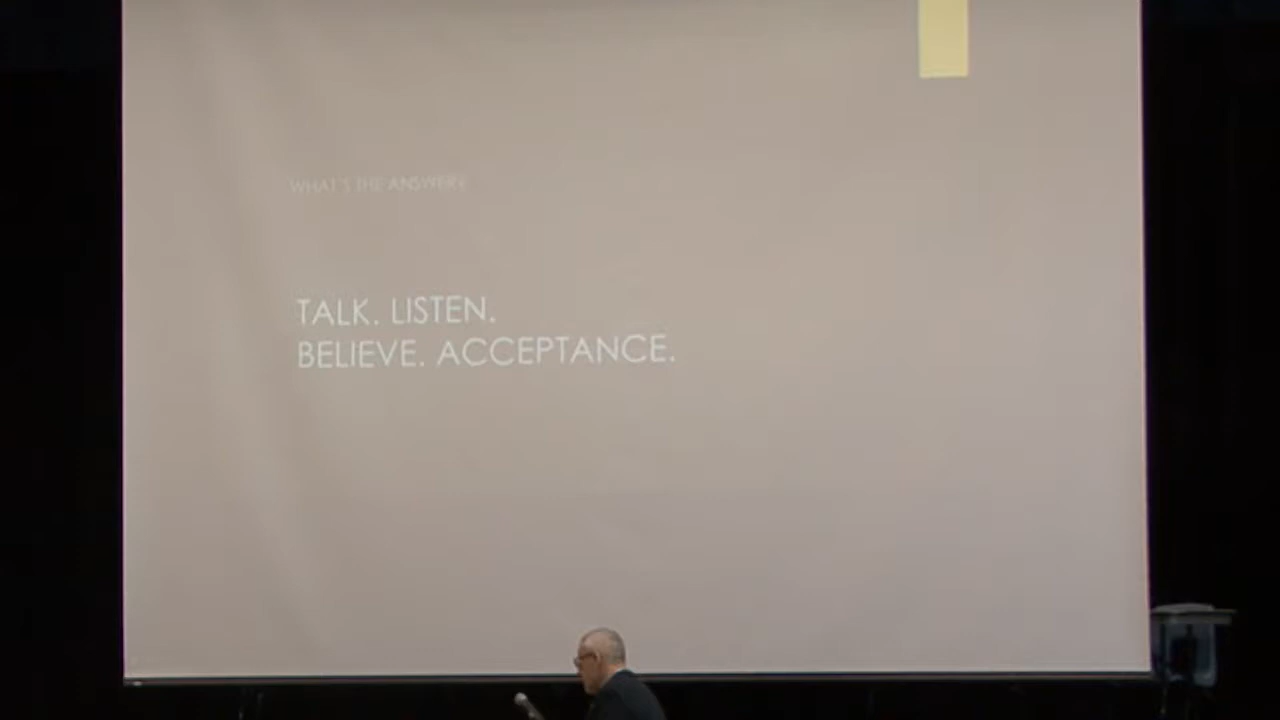 WHAT'S THE ANSWER?
TALK. LISTEN.
BELIEVE. ACCEPTANCE.